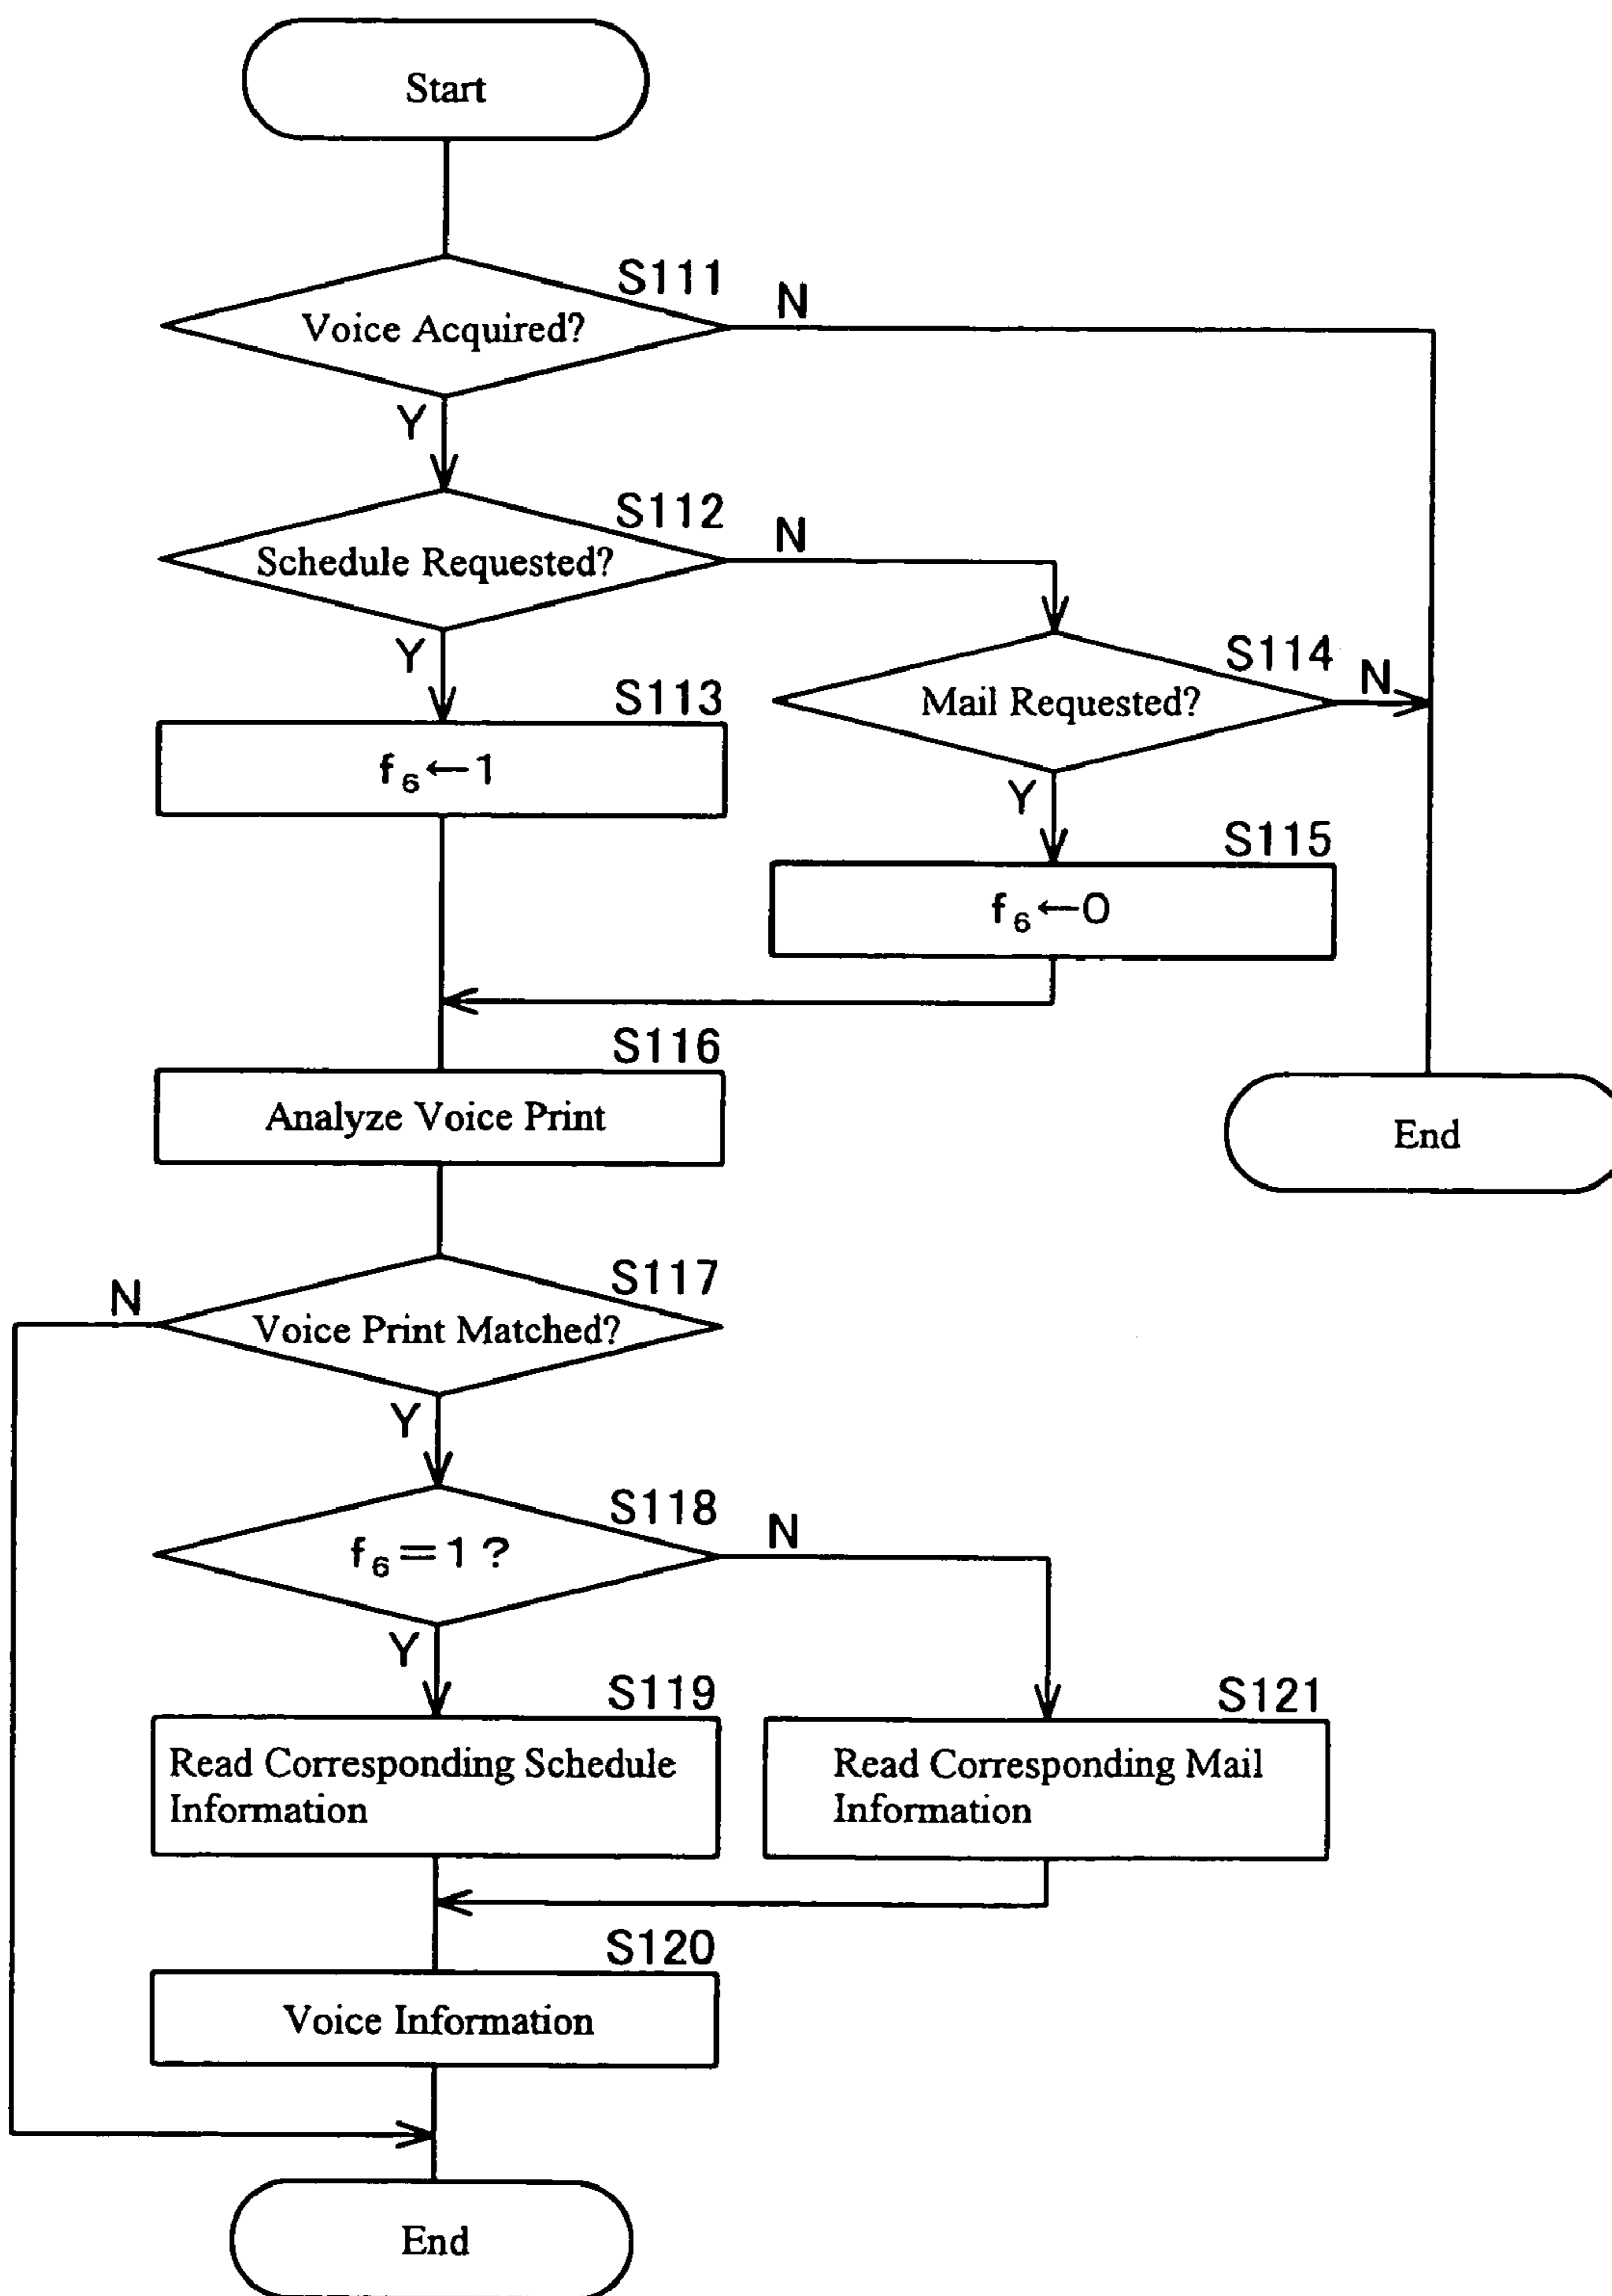 Start
S111
N
Voice Acquired?
Y
S112
N
Schedule Requested?
Y
S114
N
Mail Requested?
S113
f₆←1
Y
S115
f₆←0
S116
Analyze Voice Print
End
S117
N
Voice Print Matched?
Y
S118
N
f₆=1?
Y
S119
S121
Read Corresponding Schedule
Information
Read Corresponding Mail
Information
S120
Voice Information
End